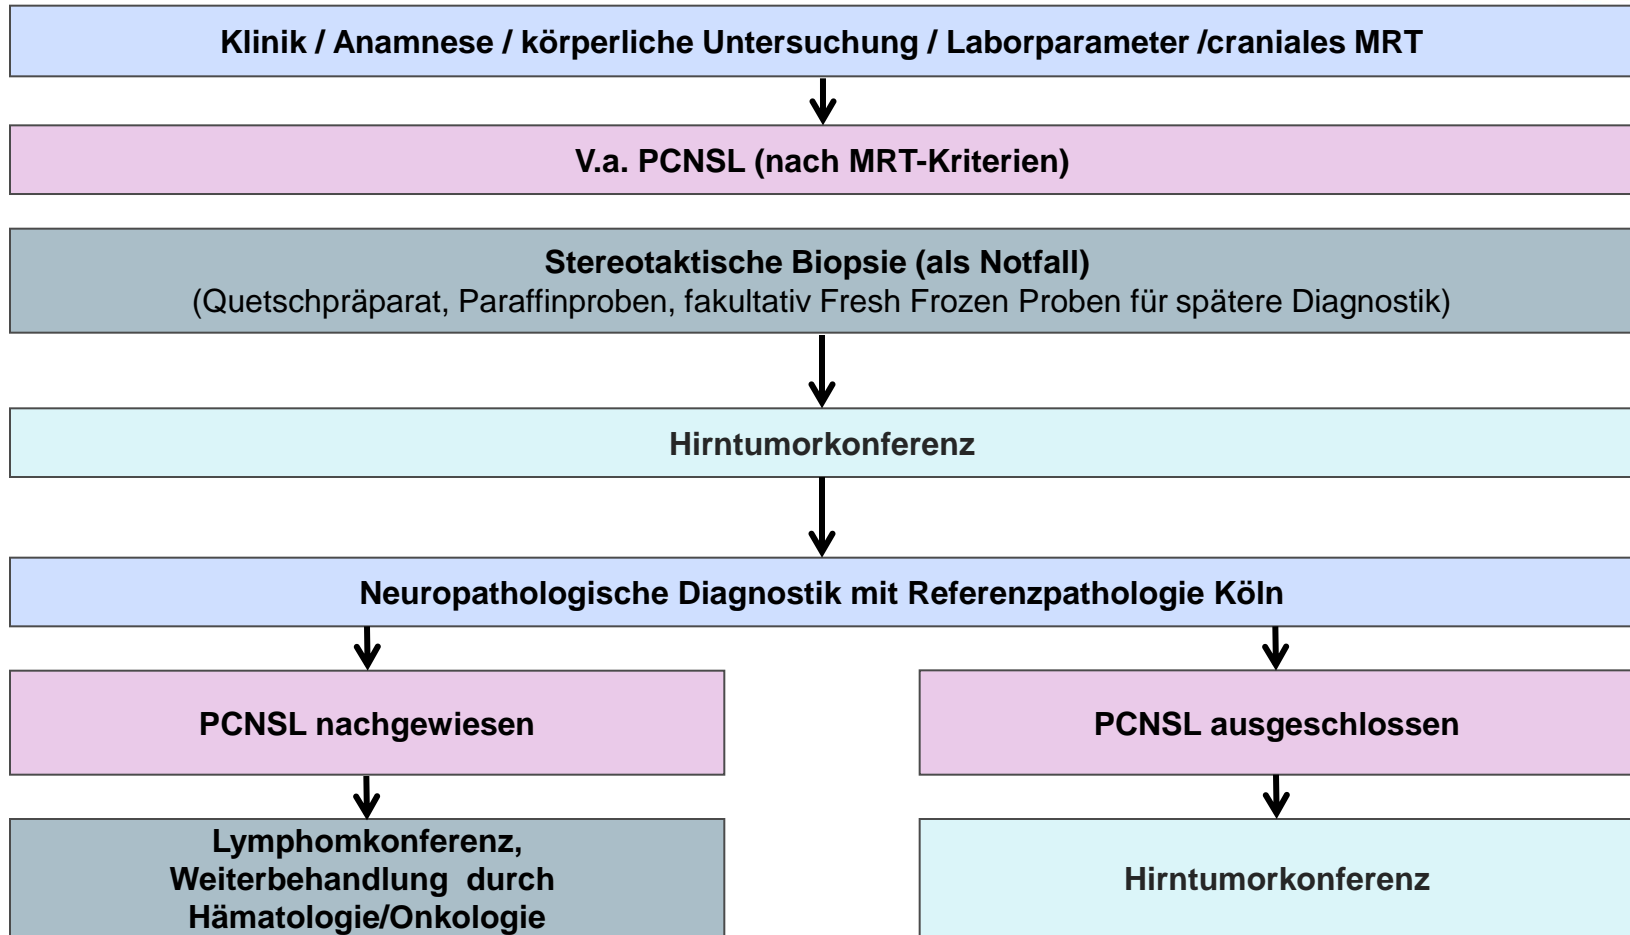 Klinik / Anamnese / körperliche Untersuchung / Laborparameter /craniales MRT
V.a. PCNSL (nach MRT-Kriterien)
Stereotaktische Biopsie (als Notfall)
(Quetschpräparat, Paraffinproben, fakultativ Fresh Frozen Proben für spätere Diagnostik)
Hirntumorkonferenz
Neuropathologische Diagnostik mit Referenzpathologie Köln
PCNSL nachgewiesen
PCNSL ausgeschlossen
Lymphomkonferenz,
Weiterbehandlung durch
Hämatologie/Onkologie
Hirntumorkonferenz